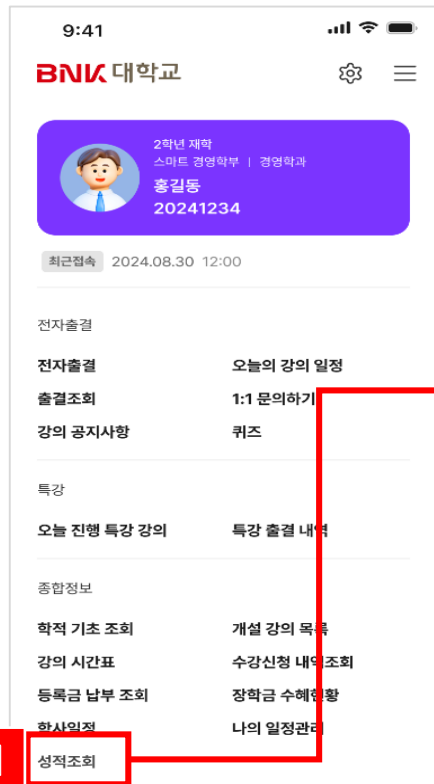 9:41
BNK 대학교
2학년 재학
스마트 경영학부 | 경영학과
홍길동
20241234
최근접속 2024.08.30 12:00
전자출결
전자출결 오늘의 강의 일정
출결조회 1:1 문의하기
강의 공지사항 퀴즈
특강
오늘 진행 특강 강의 특강 출결 내역
종합정보
학적 기초 조회 개설 강의 목록
강의 시간표 수강신청 내역조회
등록금 납부 조회 장학금 수혜현황
학사일정 나의 일정관리
성적조회